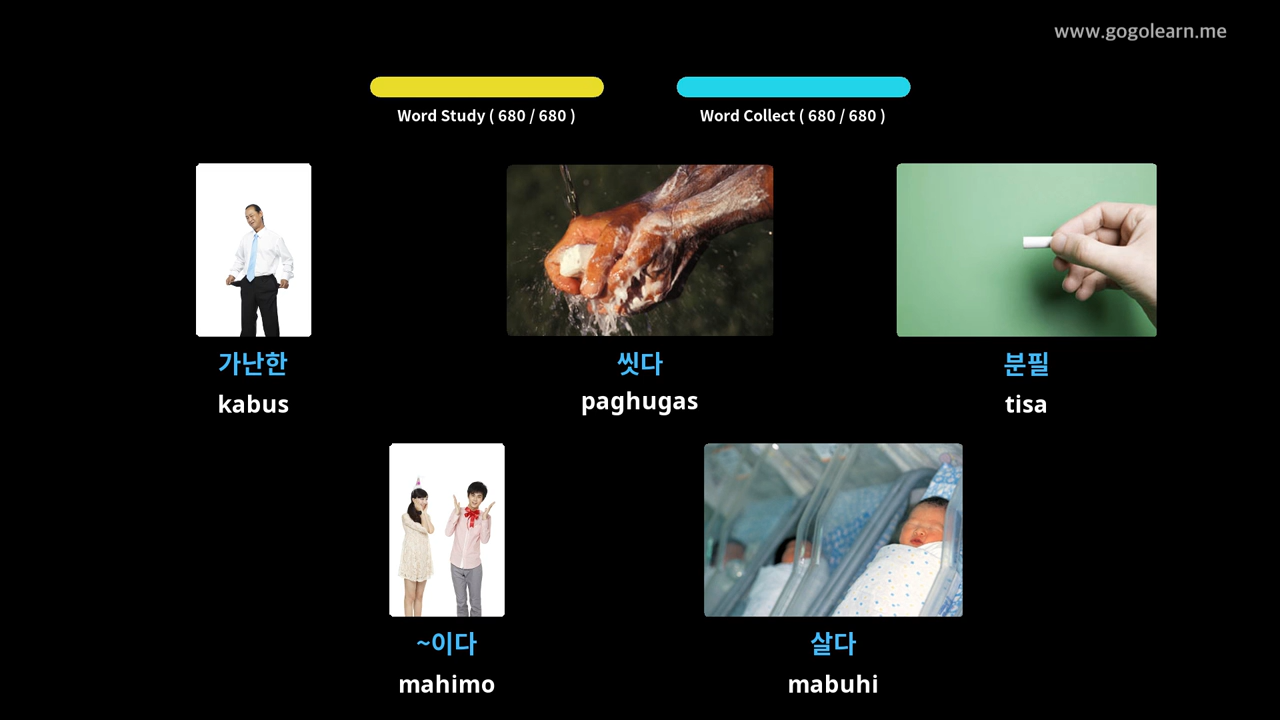 www.gogolearn.me
Word Study ( 680 / 680 )
Word Collect ( 680 / 680 )
가난한
kabus
씻다
paghugas
분필
tisa
~이다
mahimo
살다
mabuhi